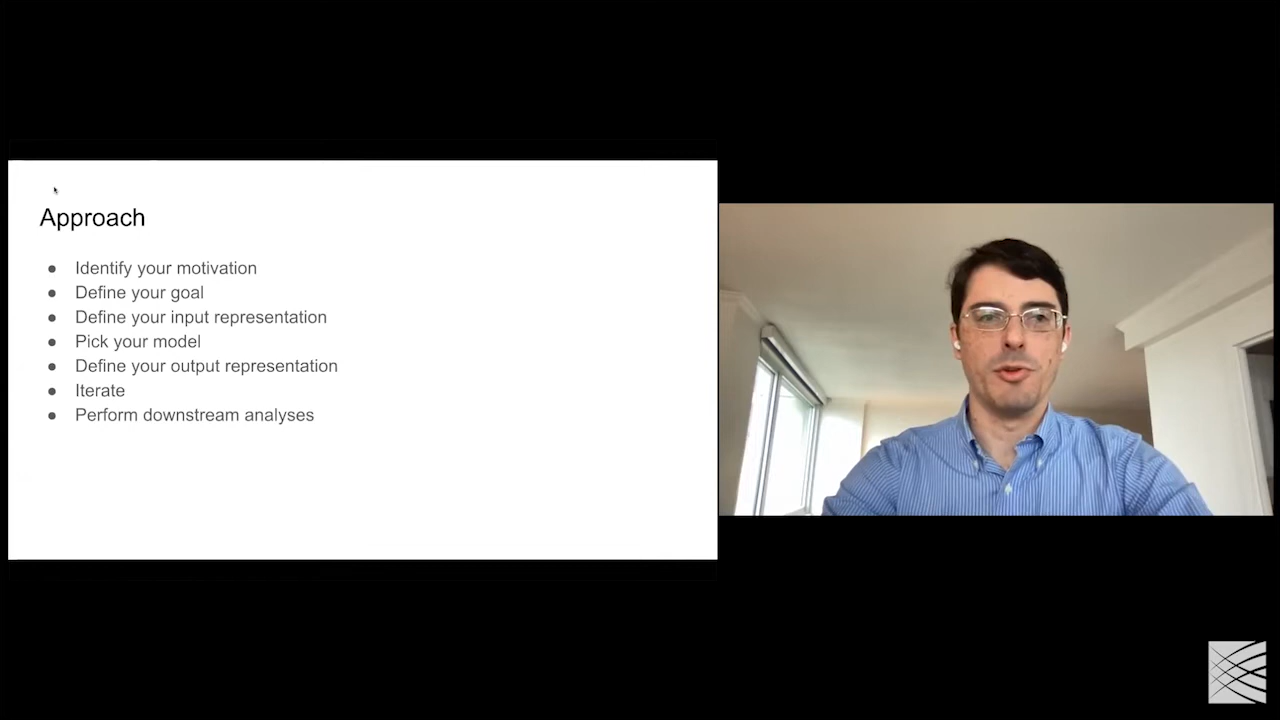 Approach
● Identify your motivation
● Define your goal
● Define your input representation
● Pick your model
● Define your output representation
● Iterate
● Perform downstream analyses